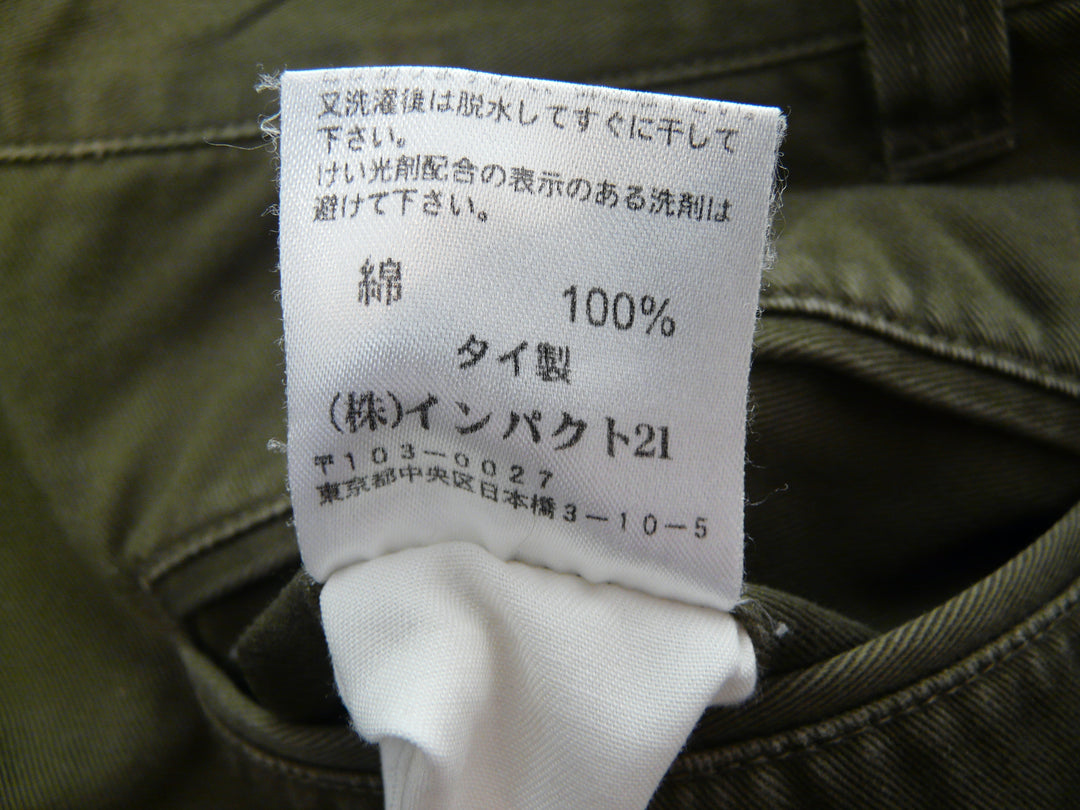 又洗濯後は脱水してすぐに干して
下さい。
けい光剤配合の表示のある洗剤は
避けて下さい。
綿 100%
タイ製
(株)インパクト21
〒103-0027
東京都中央区日本橋3-10-5